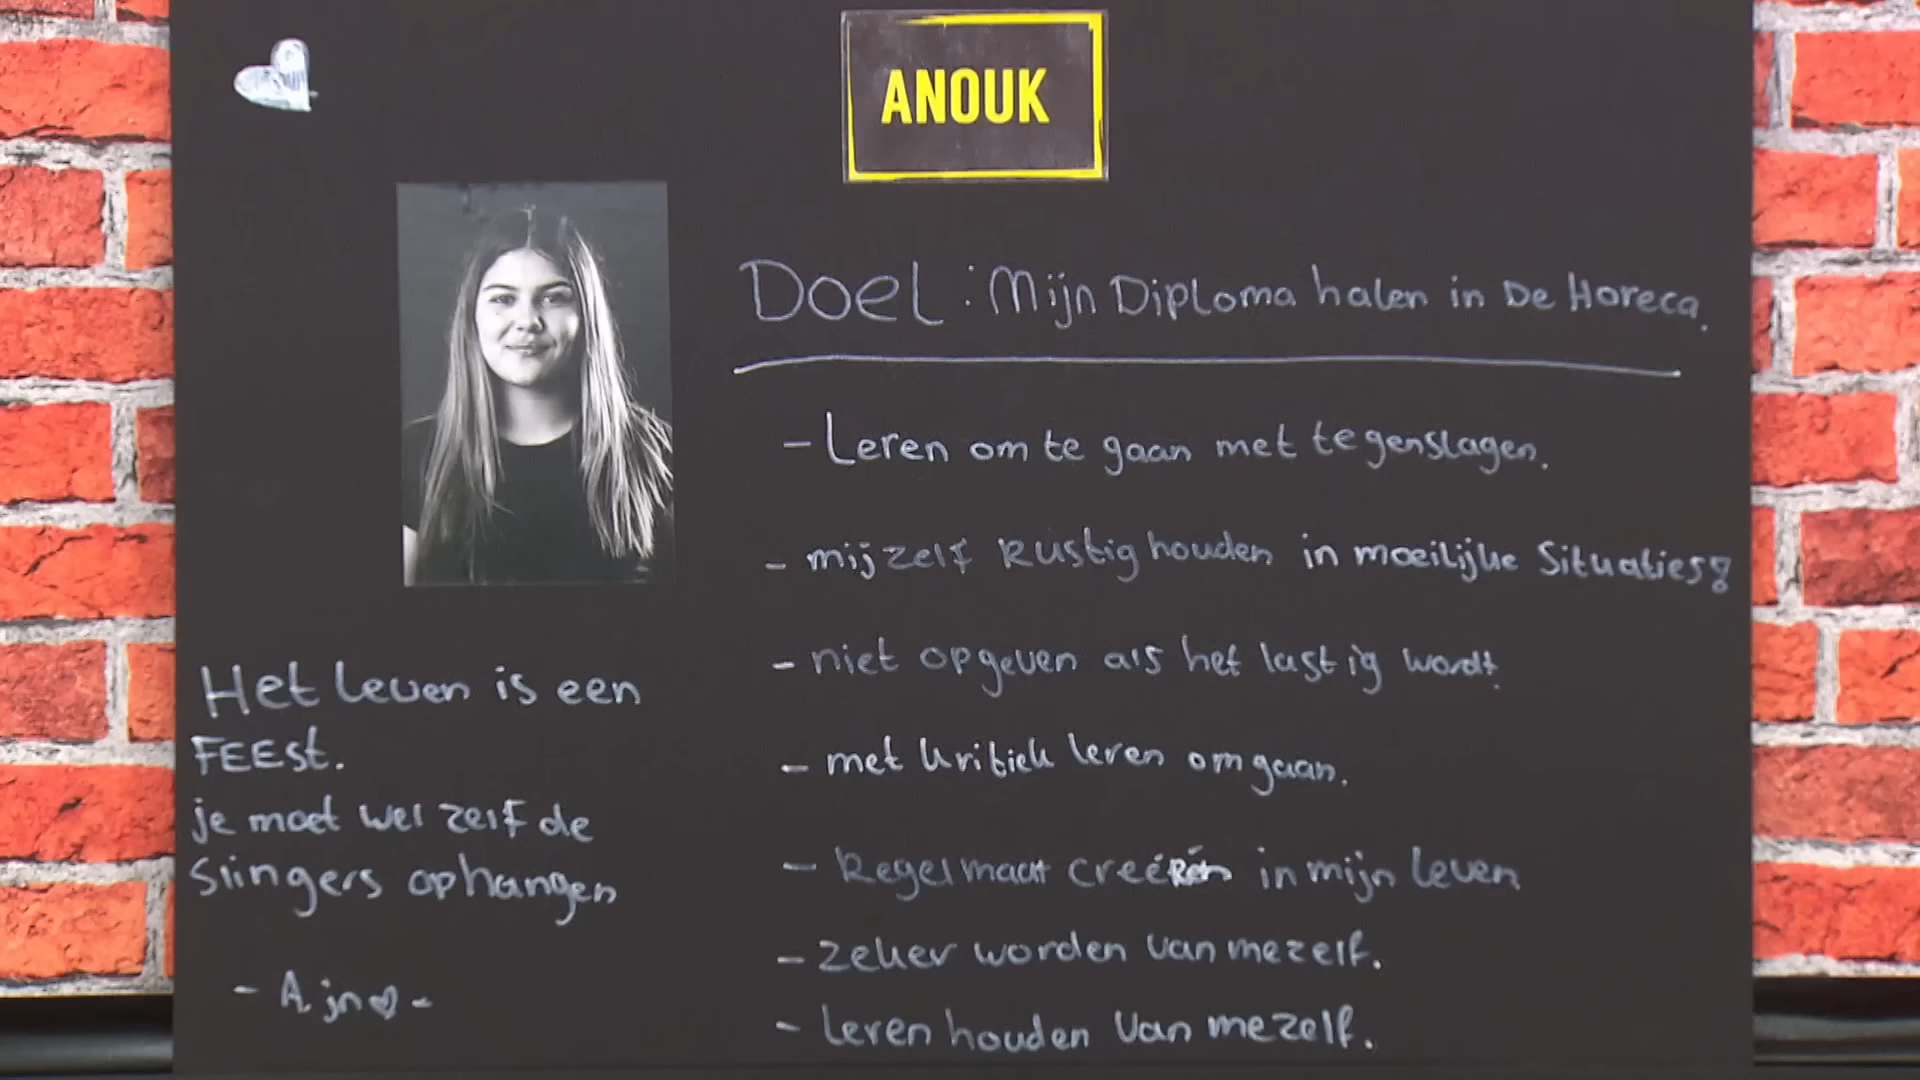 ANOUK
Doel: Mijn Diploma halen in De Horeca.
- Leren om te gaan met tegenslagen.
- mij zelf Rustig houden in moeilijke Situaties!
- niet opgeven als het lastig wordt.
- met kritiek leren omgaan.
- Regelmaat creëren in mijn leven
- zeker worden van mezelf.
- leren houden van mezelf.
Het leven is een
FEEst.
je moet wel zelf de
Slingers ophangen